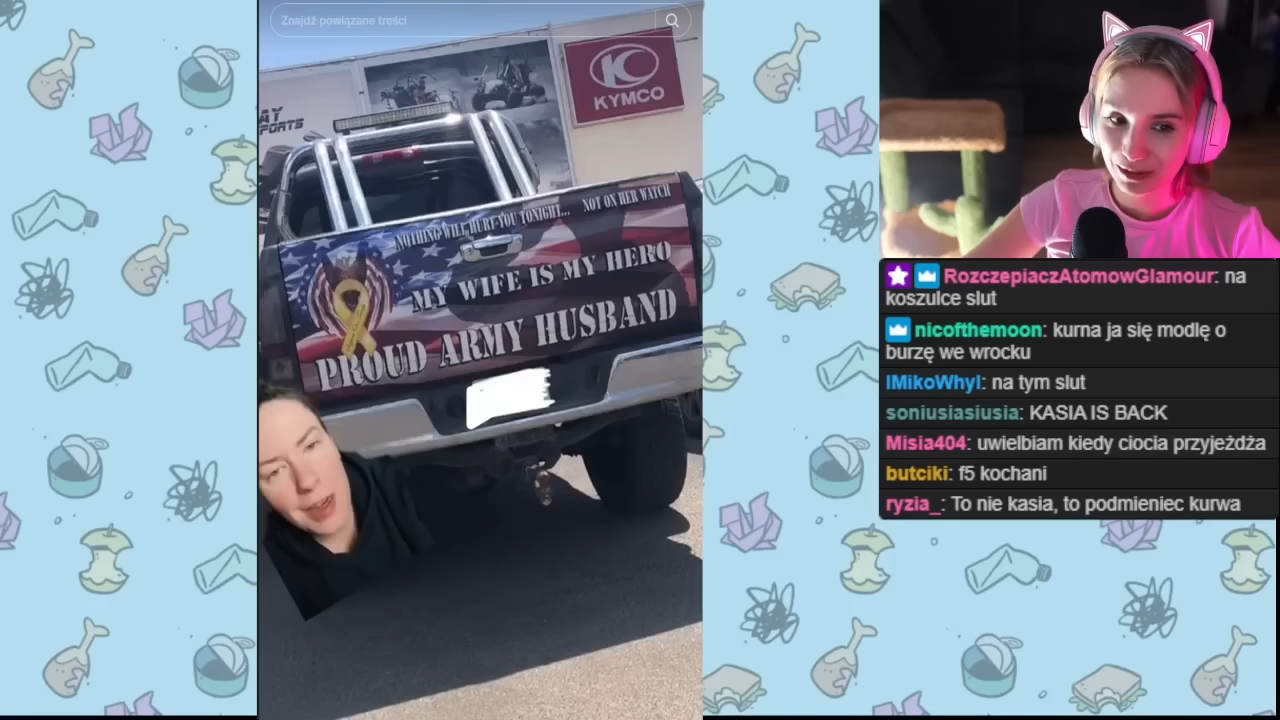 Znajdź powiązane treści
KYMCO
AY
PORTS
NOTHING WILL HURT YOU TONIGHT... NOT ON HER WATCH
MY WIFE IS MY HERO
PROUD ARMY HUSBAND
RozczepiaczAtomowGlamour: na
koszulce slut
nicofthemoon: kurna ja się modlę o
burzę we wrocku
IMikoWhyI: na tym slut
soniusiasiusia: KASIA IS BACK
Misia404: uwielbiam kiedy ciocia przyjeżdża
butciki: f5 kochani
ryzia_: To nie kasia, to podmieniec kurwa